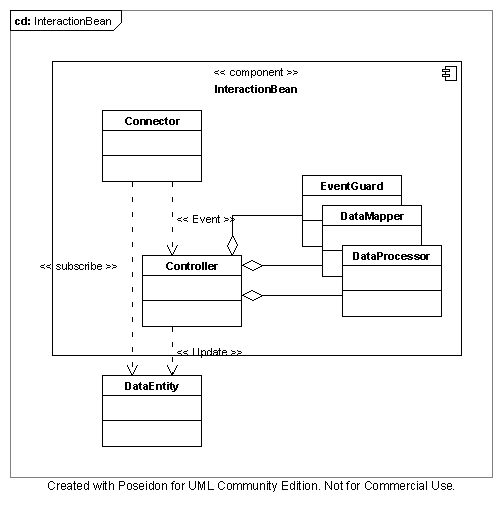 cd: InteractionBean
<< component >>
InteractionBean
Connector
EventGuard
DataMapper
<< Event >>
DataProcessor
Controller
<< subscribe >>
<< Update >>
DataEntity
Created with Poseidon for UML Community Edition. Not for Commercial Use.